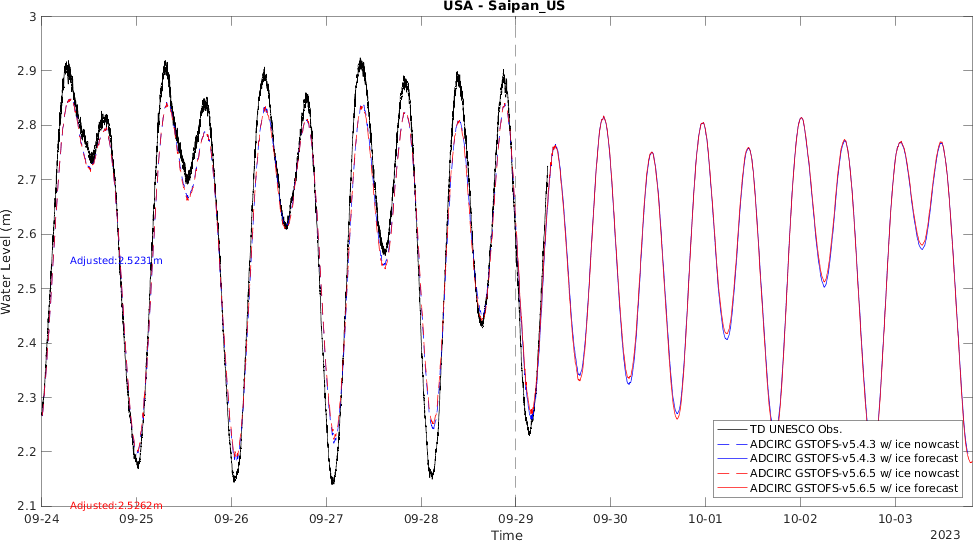 USA - Saipan_US
3
2.9
2.8
2.7
2.6
2.5
2.4
2.3
2.2
2.1
Water Level (m)
Adjusted:2.5231m
Adjusted:2.5262m
TD UNESCO Obs.
ADCIRC GSTOFS-v5.4.3 w/ ice nowcast
ADCIRC GSTOFS-v5.4.3 w/ ice forecast
ADCIRC GSTOFS-v5.6.5 w/ ice nowcast
ADCIRC GSTOFS-v5.6.5 w/ ice forecast
09-24 09-25 09-26 09-27 09-28 09-29 09-30 10-01 10-02 10-03
Time
2023